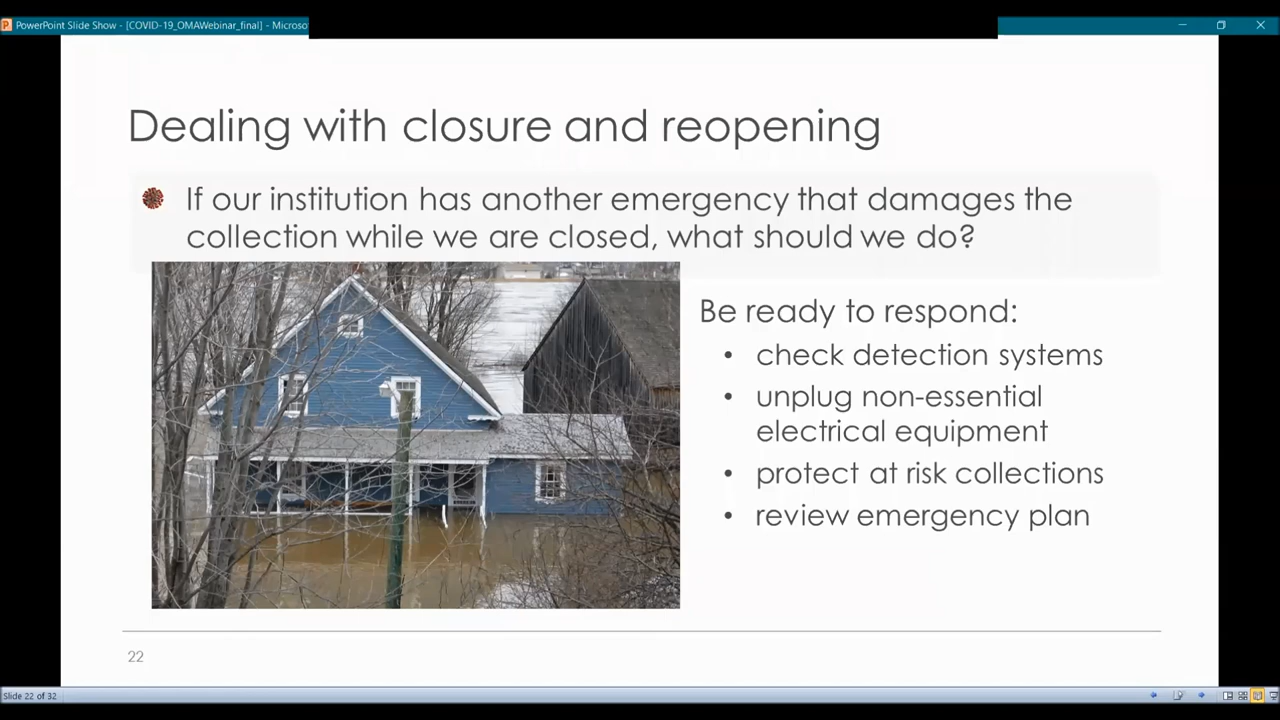 PowerPoint Slide Show - [COVID-19_OMAWebinar_final] - Microsof
Dealing with closure and reopening
If our institution has another emergency that damages the
collection while we are closed, what should we do?
Be ready to respond:
• check detection systems
• unplug non-essential
electrical equipment
• protect at risk collections
• review emergency plan
22
Slide 22 of 32